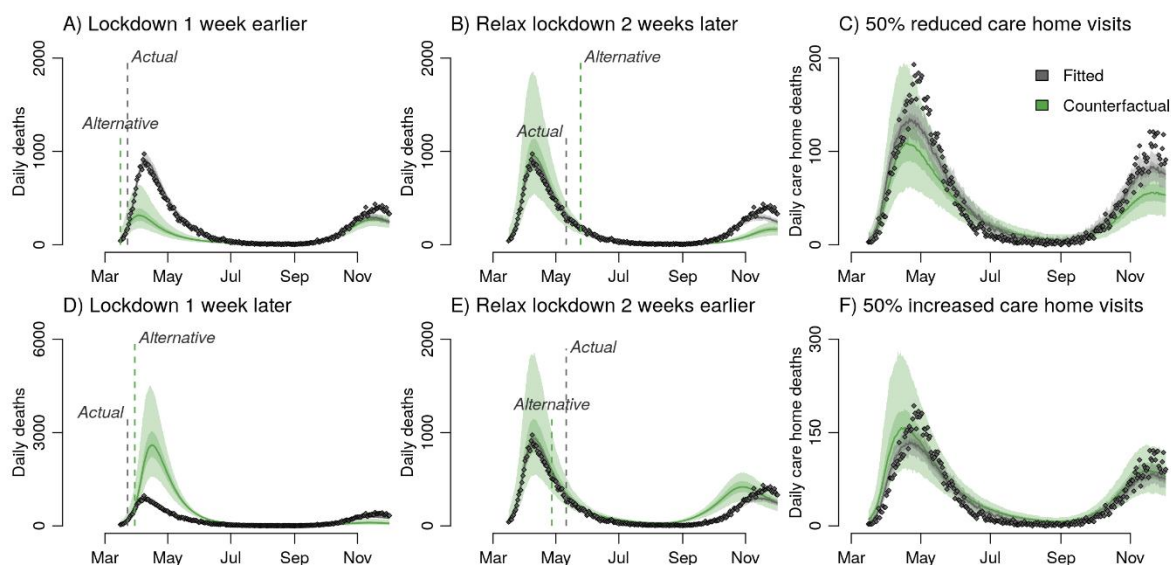 A) Lockdown 1 week earlier
Daily deaths
0
1000
2000
Actual
Alternative
Mar May Jul Sep Nov
B) Relax lockdown 2 weeks later
Daily deaths
0
1000
2000
Alternative
Actual
Mar May Jul Sep Nov
C) 50% reduced care home visits
Daily care home deaths
0
100
200
Fitted
Counterfactual
Mar May Jul Sep Nov
D) Lockdown 1 week later
Daily deaths
0
3000
6000
Alternative
Actual
Mar May Jul Sep Nov
E) Relax lockdown 2 weeks earlier
Daily deaths
0
1000
2000
Actual
Alternative
Mar May Jul Sep Nov
F) 50% increased care home visits
Daily care home deaths
0
150
300
Mar May Jul Sep Nov